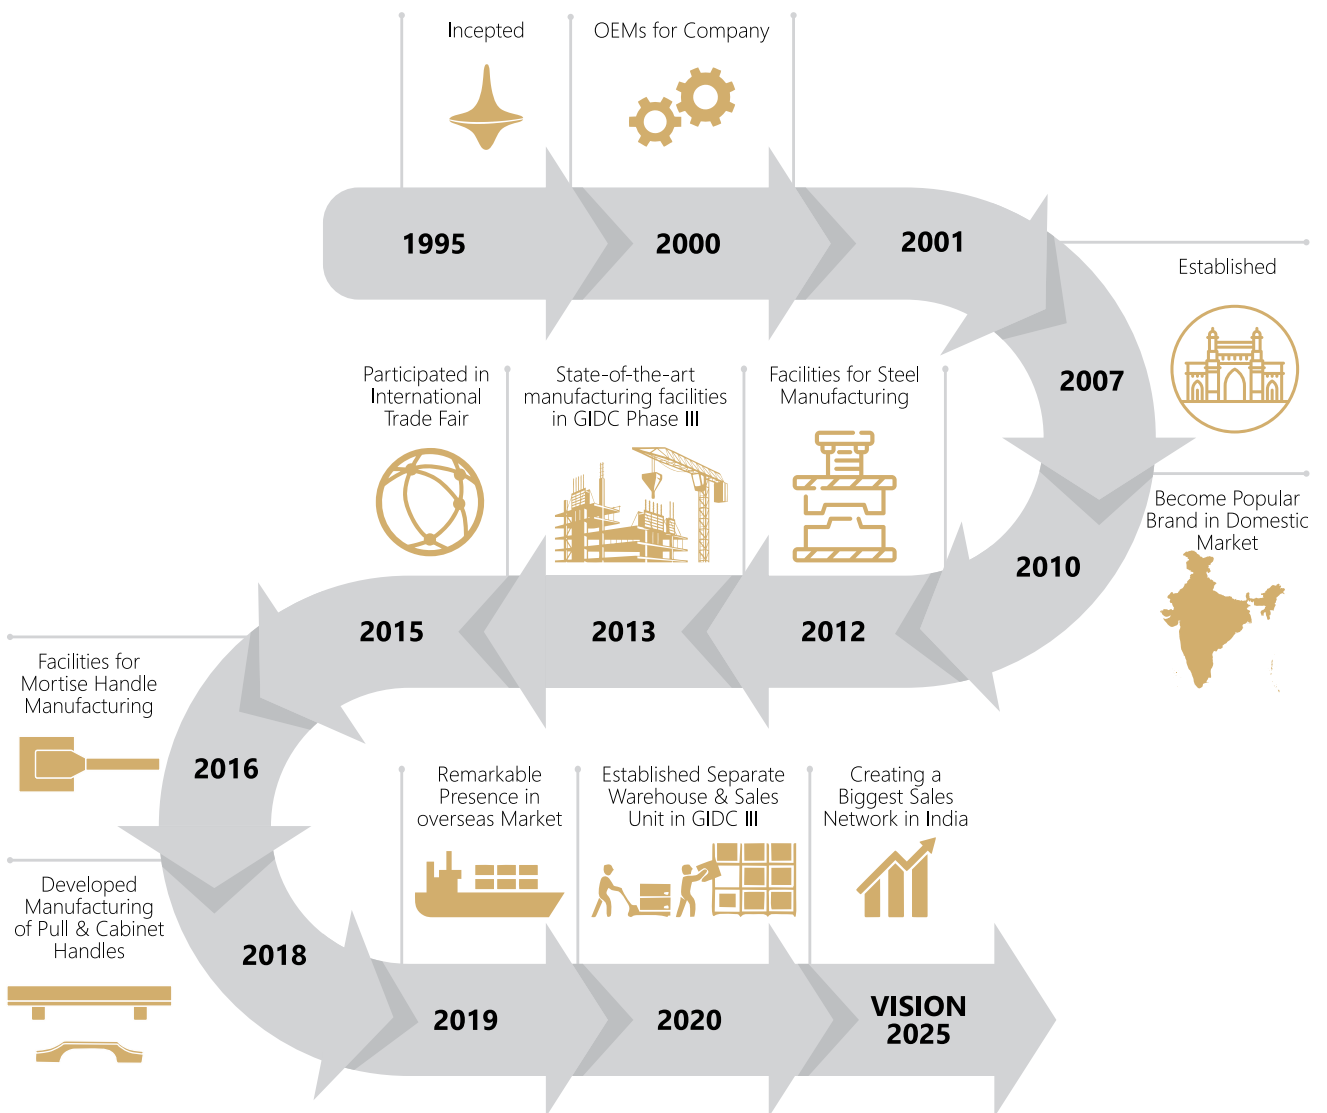 Incepted
OEMs for Company
1995
2000
2001
Established
2007
Participated in
International
Trade Fair
State-of-the-art
manufacturing facilities
in GIDC Phase III
Facilities for Steel
Manufacturing
Become Popular
Brand in Domestic
Market
2010
2015
2013
2012
Facilities for
Mortise Handle
Manufacturing
2016
Remarkable
Presence in
overseas Market
Established Separate
Warehouse & Sales
Unit in GIDC III
Creating a
Biggest Sales
Network in India
Developed
Manufacturing
of Pull & Cabinet
Handles
2018
2019
2020
VISION
2025